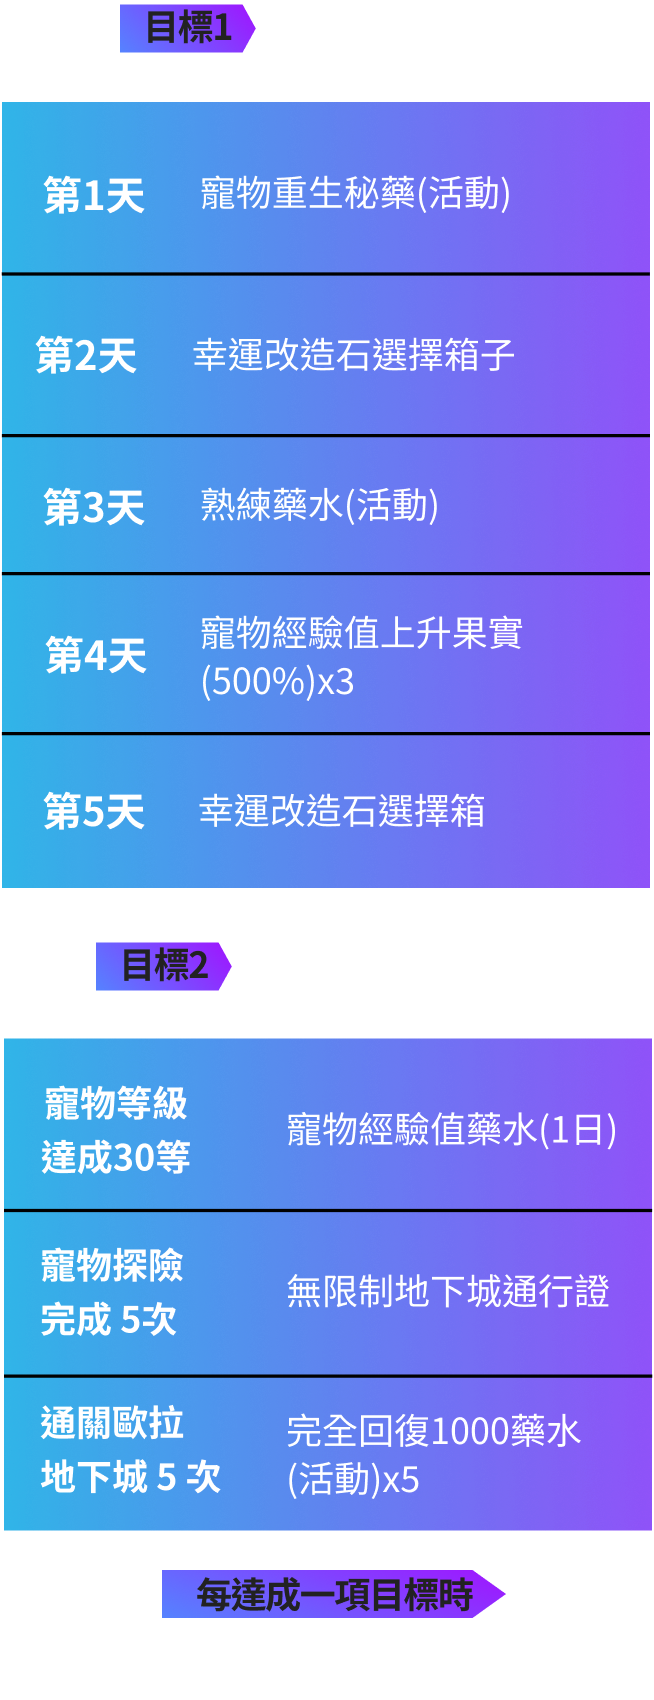 目標1
第1天
寵物重生秘藥(活動)
第2天
幸運改造石選擇箱子
第3天
熟練藥水(活動)
第4天
寵物經驗值上升果實
(500%)x3
第5天
幸運改造石選擇箱
目標2
寵物等級
達成30等
寵物經驗值藥水(1日)
寵物探險
完成 5次
無限制地下城通行證
通關歐拉
地下城 5 次
完全回復1000藥水
(活動)x5
每達成一項目標時